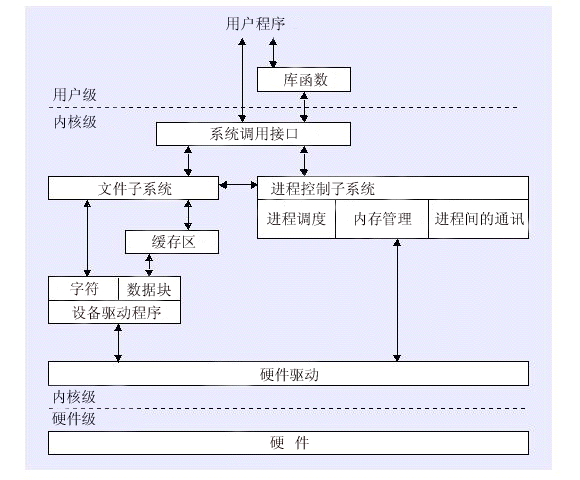 用户程序
库函数
用户级
内核级
系统调用接口
文件子系统
进程控制子系统
进程调度 内存管理 进程间的通讯
缓存区
字符 数据块
设备驱动程序
硬件驱动
内核级
硬件级
硬 件